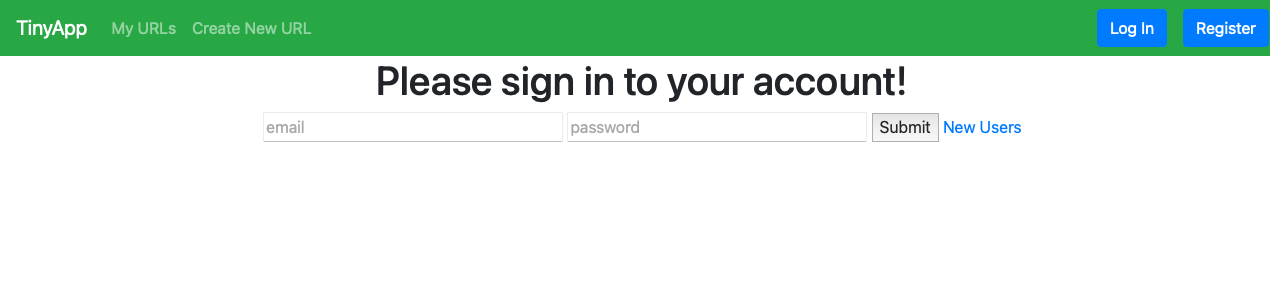 TinyApp My URLs Create New URL Log In Register
Please sign in to your account!
email password Submit New Users